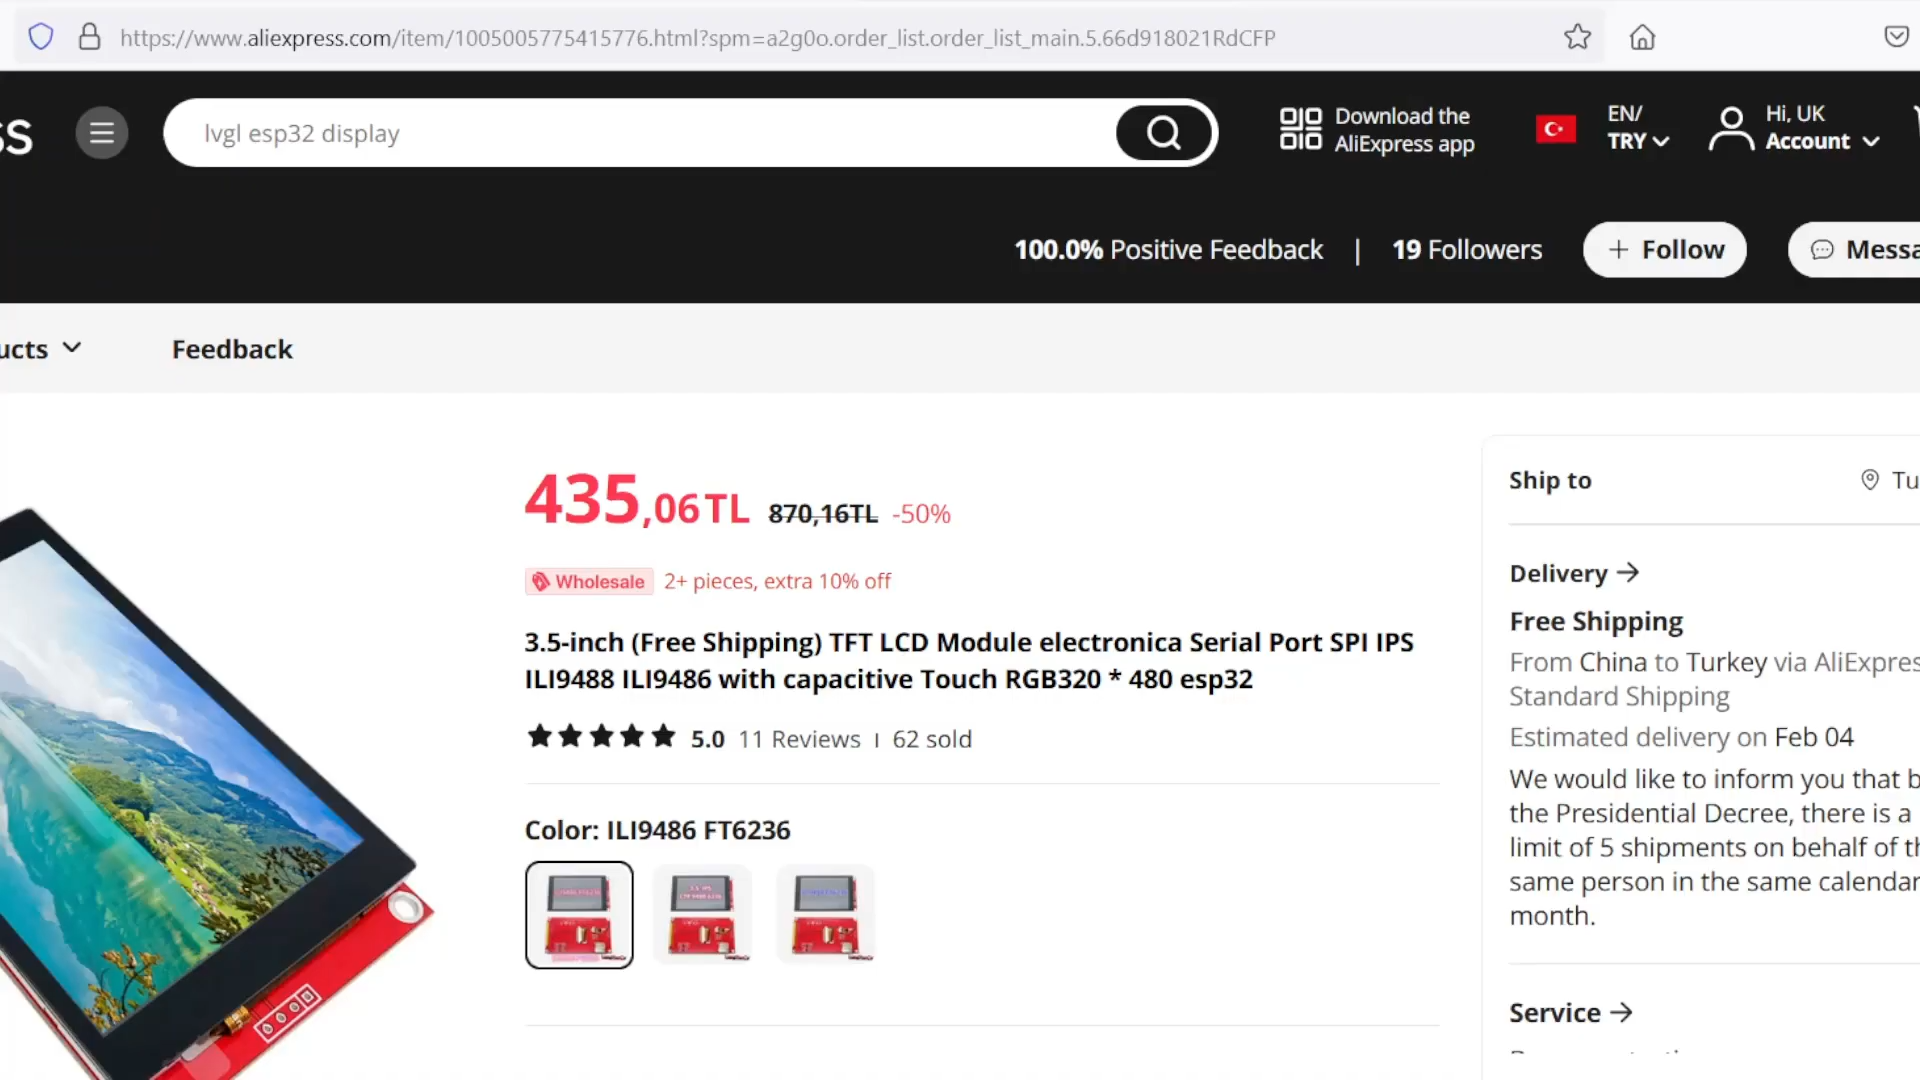 https://www.aliexpress.com/item/1005005775415776.html?spm=a2g0o.order_list.order_list_main.5.66d918021RdCFP
ss
lvgl esp32 display
Download the
AliExpress app
EN/
TRY
Hi, UK
Account
100.0% Positive Feedback | 19 Followers
+ Follow
Messa
ucts
Feedback
435,06TL 870,16TL -50%
Wholesale 2+ pieces, extra 10% off
3.5-inch (Free Shipping) TFT LCD Module electronica Serial Port SPI IPS
ILI9488 ILI9486 with capacitive Touch RGB320 * 480 esp32
5.0 11 Reviews 62 sold
Color: ILI9486 FT6236
Ship to
Tu
Delivery
Free Shipping
From China to Turkey via AliExpres
Standard Shipping
Estimated delivery on Feb 04
We would like to inform you that b
the Presidential Decree, there is a
limit of 5 shipments on behalf of th
same person in the same calendar
month.
Service